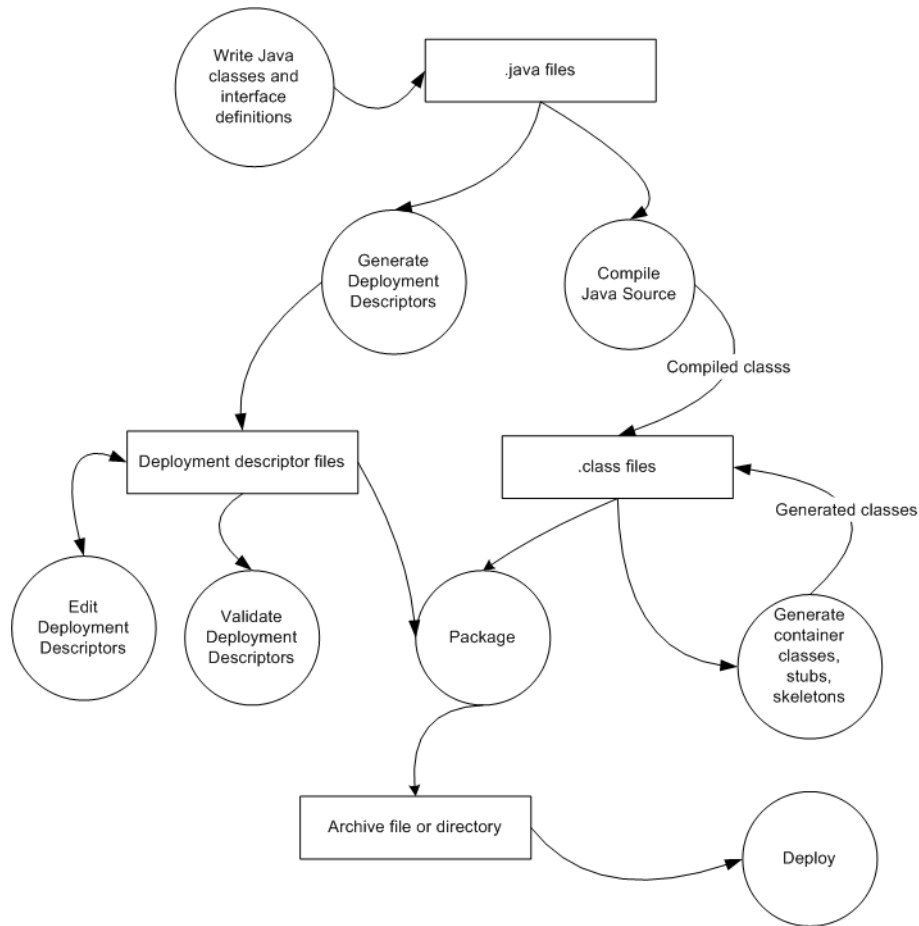 Write Java
classes and
interface
definitions
.java files
Generate
Deployment
Descriptors
Compile
Java Source
Compiled classs
Deployment descriptor files
.class files
Generated classes
Edit
Deployment
Descriptors
Validate
Deployment
Descriptors
Package
Generate
container
classes,
stubs,
skeletons
Archive file or directory
Deploy